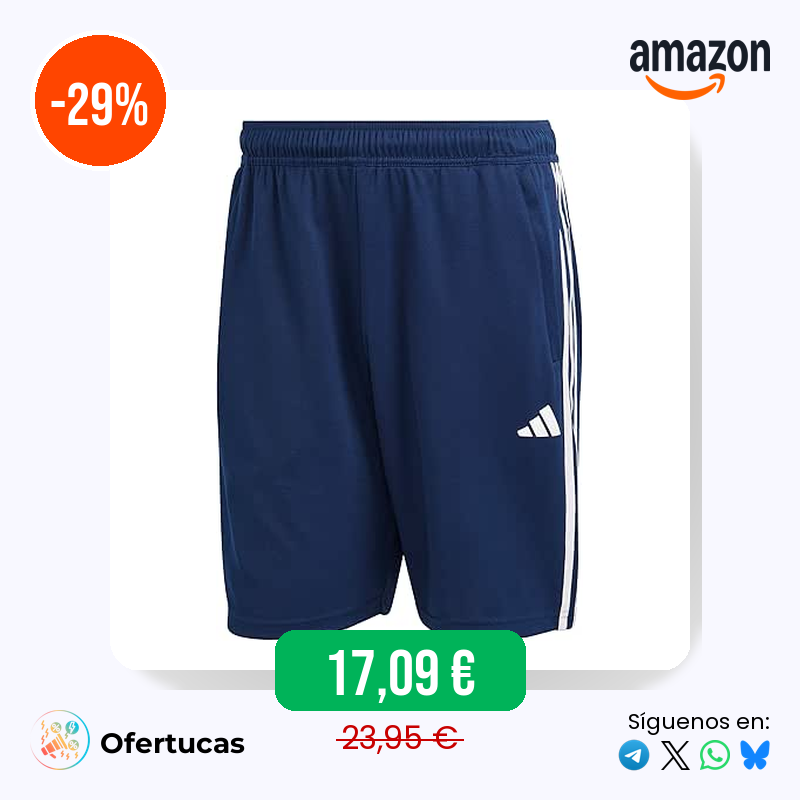 -29%
amazon
17,09 €
23,95 €
Ofertucas
Síguenos en: